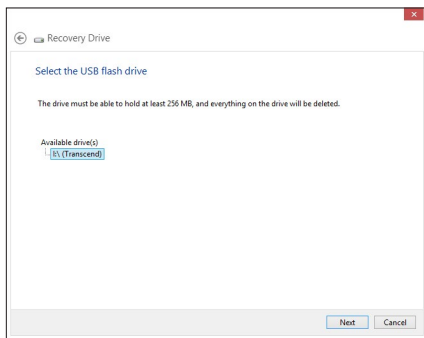 Recovery Drive
Select the USB flash drive
The drive must be able to hold at least 256 MB, and everything on the drive will be deleted.
Available drive(s)
(Transcend)
Next Cancel